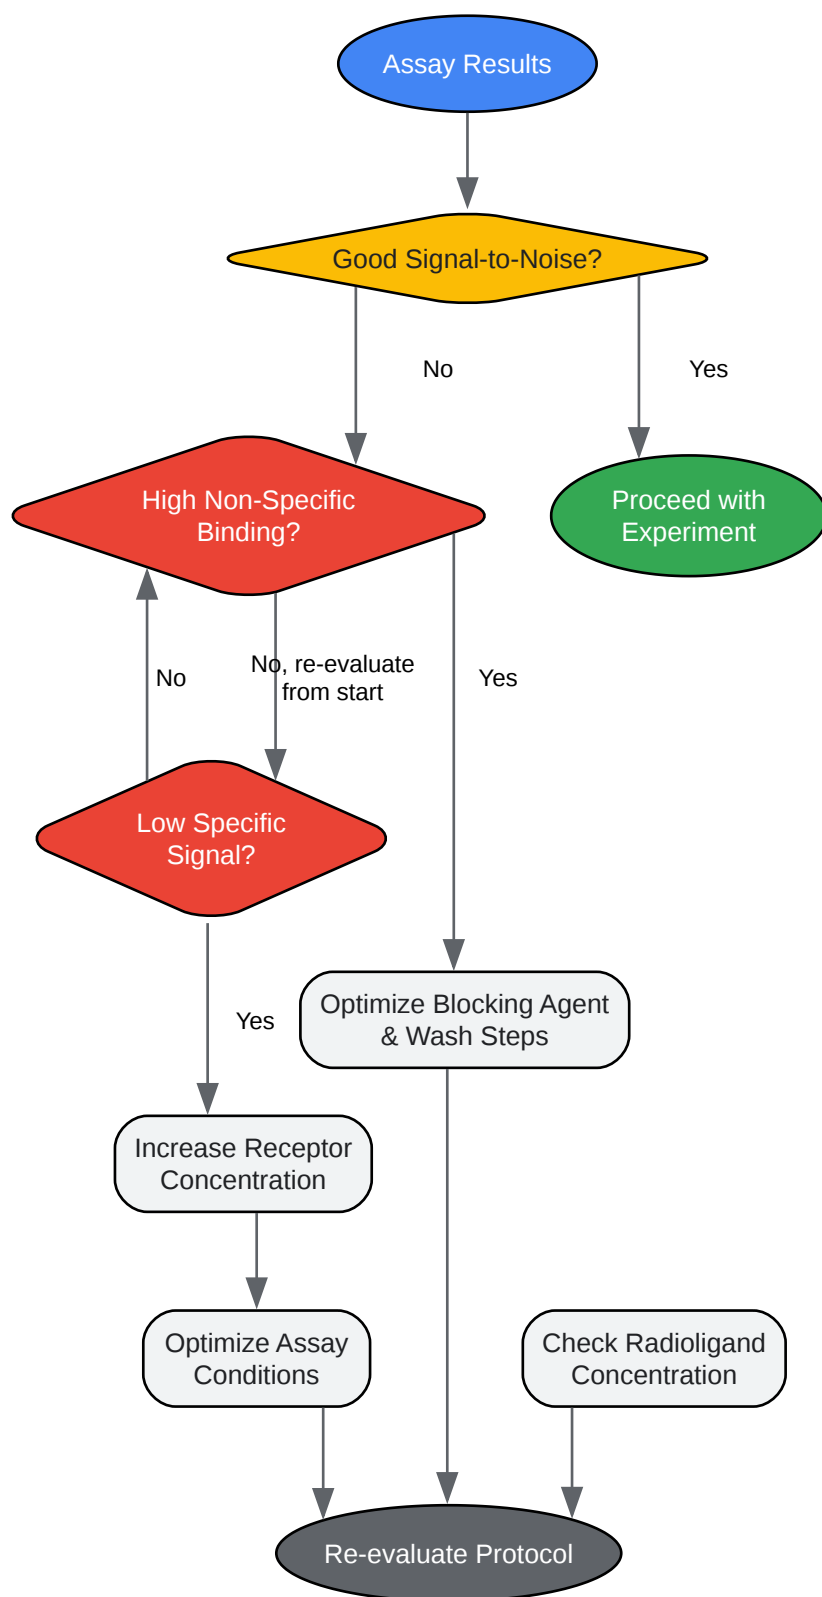 Assay Results
Good Signal-to-Noise?
No
Yes
High Non-Specific
Binding?
Proceed with
Experiment
No
No, re-evaluate
from start
Yes
Low Specific
Signal?
Optimize Blocking Agent
& Wash Steps
Yes
Increase Receptor
Concentration
Optimize Assay
Conditions
Check Radioligand
Concentration
Re-evaluate Protocol